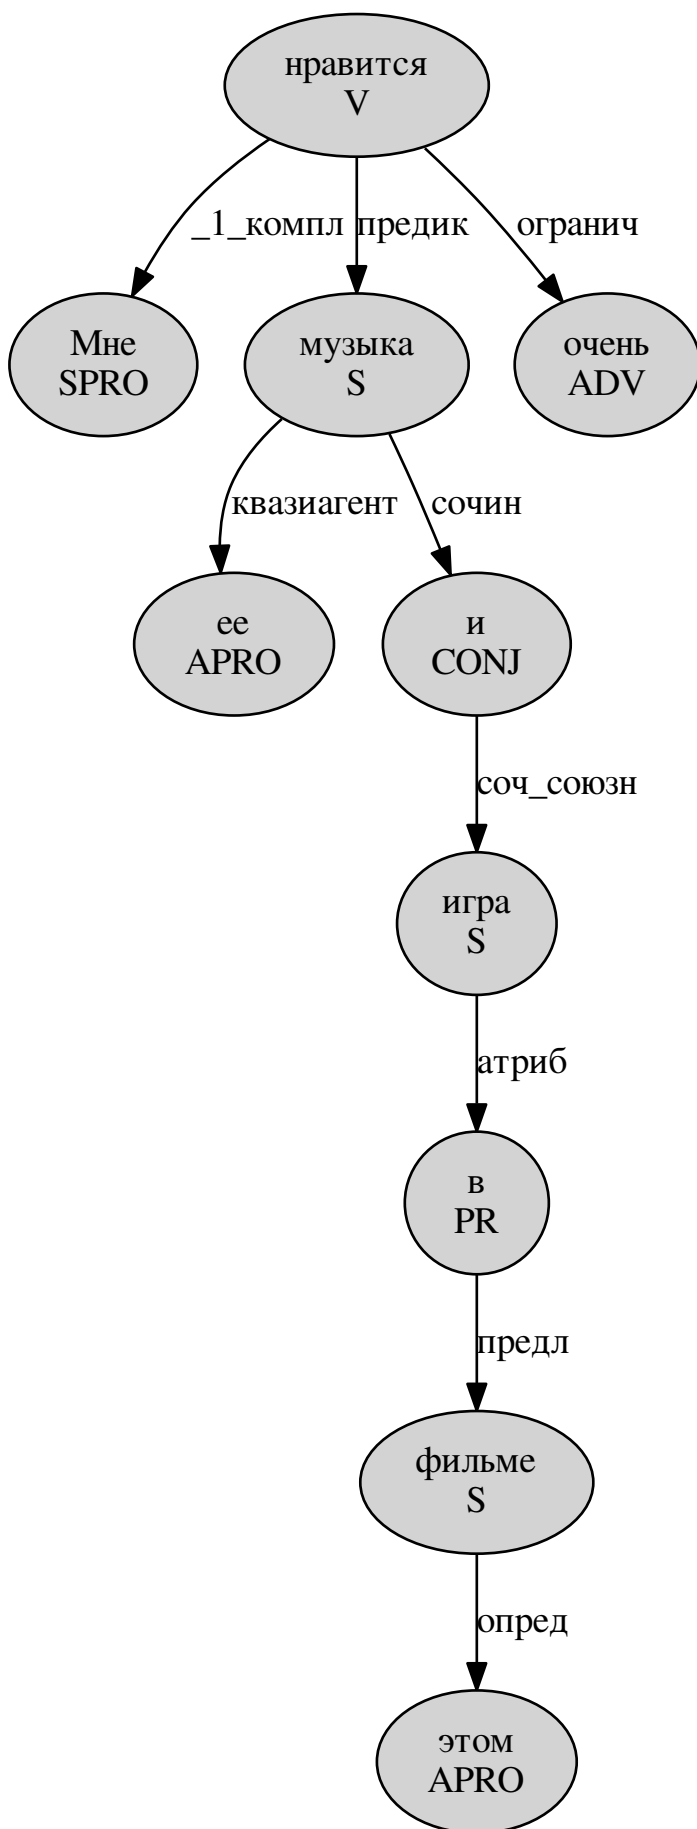 нравится
V
_1_компл предик огранич
Мне
SPRO
музыка
S
очень
ADV
квазиагент сочин
ее
APRO
и
CONJ
соч_союзн
игра
S
атриб
в
PR
предл
фильме
S
опред
этом
APRO